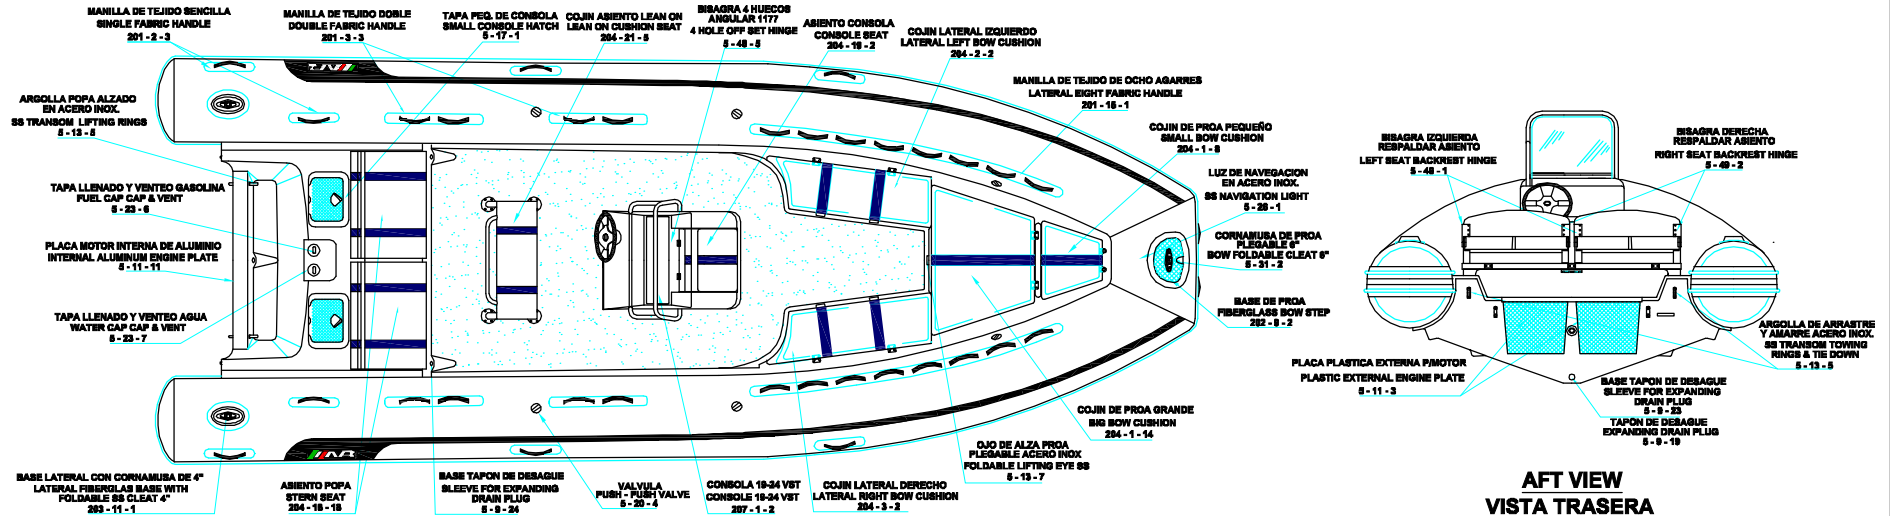 MANILLA DE TEJIDO SENCILLA
SINGLE FABRIC HANDLE
201 - 2 - 3
MANILLA DE TEJIDO DOBLE
DOUBLE FABRIC HANDLE
201 - 3 - 3
TAPA PEQ. DE CONSOLA
SMALL CONSOLE HATCH
5 - 17 - 1
COJIN ASIENTO LEAN ON
LEAN ON CUSHION SEAT
204 - 21 - 5
BISAGRA 4 HUECOS
ANGULAR 1177
4 HOLE OFF SET HINGE
5 - 48 - 5
ASIENTO CONSOLA
CONSOLE SEAT
204 - 19 - 2
COJIN LATERAL IZQUIERDO
LATERAL LEFT BOW CUSHION
204 - 2 - 2
MANILLA DE TEJIDO DE OCHO AGARRES
LATERAL EIGHT FABRIC HANDLE
201 - 15 - 1
COJIN DE PROA PEQUEÑO
SMALL BOW CUSHION
204 - 1 - 8
LUZ DE NAVEGACION
EN ACERO INOX.
SS NAVIGATION LIGHT
5 - 28 - 1
CORNAMUSA DE PROA
PLEGABLE 6"
BOW FOLDABLE CLEAT 6"
5 - 31 - 2
BASE DE PROA
FIBERGLASS BOW STEP
202 - 8 - 2
ARGOLLA POPA ALZADO
EN ACERO INOX.
SS TRANSOM LIFTING RINGS
5 - 13 - 5
TAPA LLENADO Y VENTEO GASOLINA
FUEL CAP CAP & VENT
5 - 23 - 6
PLACA MOTOR INTERNA DE ALUMINIO
INTERNAL ALUMINUM ENGINE PLATE
5 - 11 - 11
TAPA LLENADO Y VENTEO AGUA
WATER CAP CAP & VENT
5 - 23 - 7
BASE LATERAL CON CORNAMUSA DE 4"
LATERAL FIBERGLAS BASE WITH
FOLDABLE SS CLEAT 4"
203 - 11 - 1
ASIENTO POPA
STERN SEAT
204 - 18 - 18
BASE TAPON DE DESAGUE
SLEEVE FOR EXPANDING
DRAIN PLUG
5 - 9 - 24
VALVULA
PUSH - PUSH VALVE
5 - 20 - 4
CONSOLA 19-24 VST
CONSOLE 19-24 VST
207 - 1 - 2
COJIN LATERAL DERECHO
LATERAL RIGHT BOW CUSHION
204 - 3 - 2
OJO DE ALZA PROA
PLEGABLE ACERO INOX
FOLDABLE LIFTING EYE SS
5 - 13 - 7
COJIN DE PROA GRANDE
BIG BOW CUSHION
204 - 1 - 14
BISAGRA IZQUIERDA
RESPALDAR ASIENTO
LEFT SEAT BACKREST HINGE
5 - 49 - 1
BISAGRA DERECHA
RESPALDAR ASIENTO
RIGHT SEAT BACKREST HINGE
5 - 49 - 2
ARGOLLA DE ARRASTRE
Y AMARRE ACERO INOX.
SS TRANSOM TOWING
RINGS & TIE DOWN
5 - 13 - 5
PLACA PLASTICA EXTERNA P/MOTOR
PLASTIC EXTERNAL ENGINE PLATE
5 - 11 - 3
BASE TAPON DE DESAGUE
SLEEVE FOR EXPANDING
DRAIN PLUG
5 - 9 - 23
TAPON DE DESAGUE
EXPANDING DRAIN PLUG
5 - 9 - 19
AFT VIEW
VISTA TRASERA